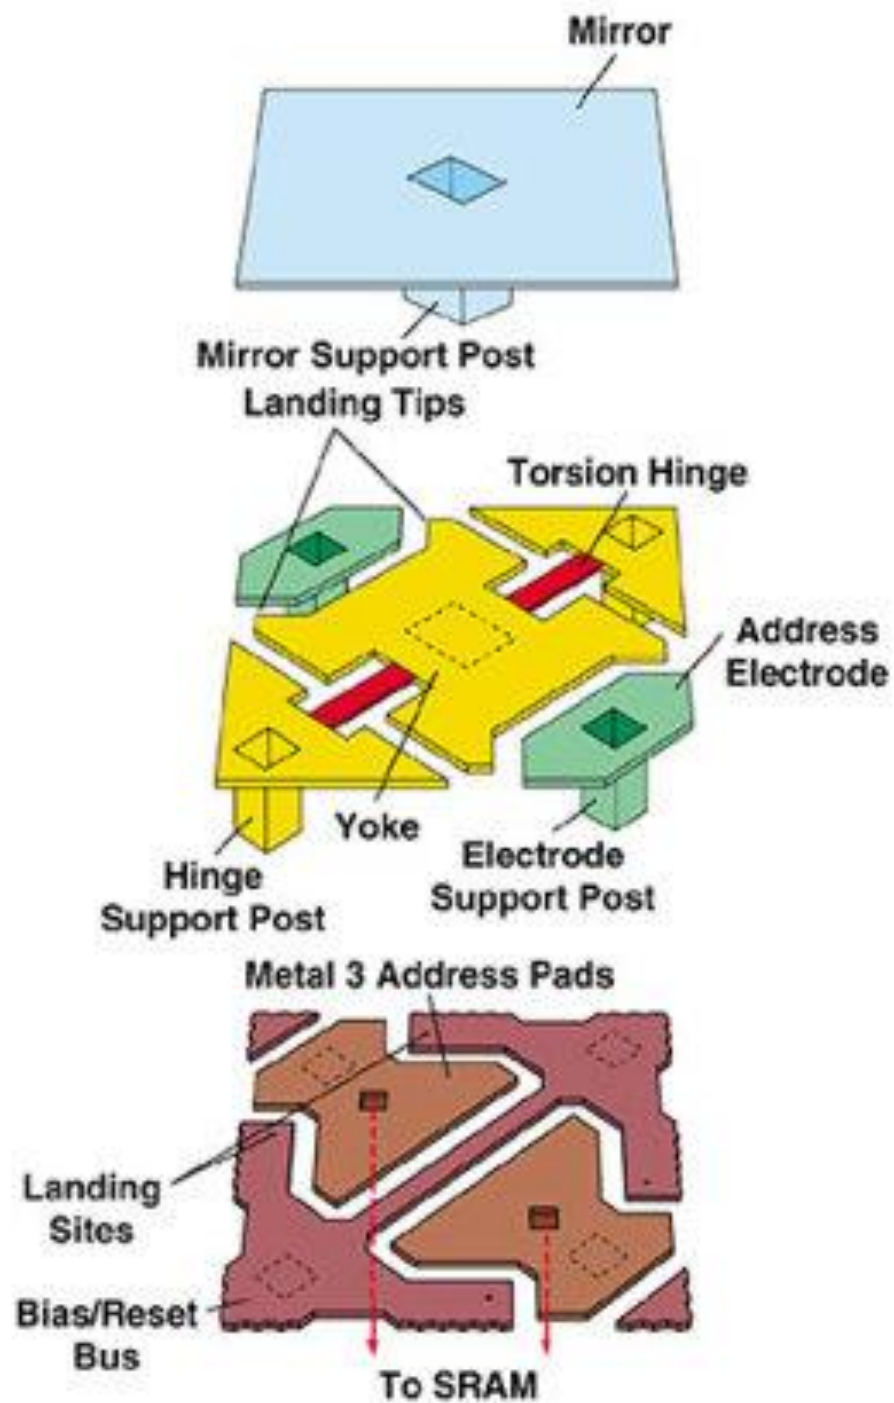 Mirror
Mirror Support Post
Landing Tips
Torsion Hinge
Address
Electrode
Yoke
Hinge
Support Post
Electrode
Support Post
Metal 3 Address Pads
Landing
Sites
Bias/Reset
Bus
To SRAM